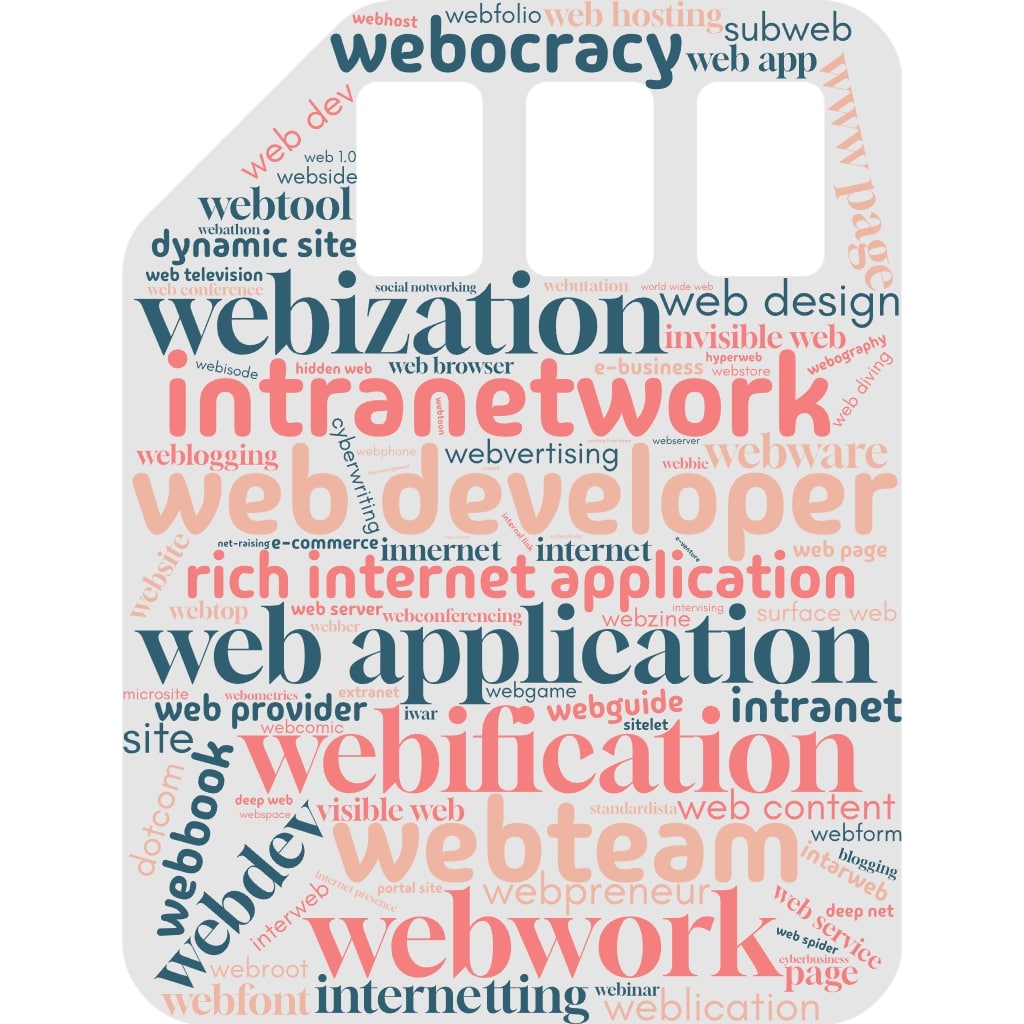 webhost
webfolio
web hosting
subweb
webocracy
web app
www page
web dev
web 1.0
webside
webtool
webathon
dynamic site
web television
web conference
social notworking
webutation
world wide web
webization
web design
invisible web
webography
webisode
hidden web
web browser
e-business
hyperweb
webstore
web diving
intranetwork
webtoon
cyberwriting
weblogging
webphone
webvertising
webserver
webbie
webware
web developer
internal link
net-raising
e-commerce
innernet
internet
e-venture
web page
website
rich internet application
webtop
web server
webber
webconferencing
webzine
intervising
surface web
web application
microsite
webometrics
extranet
webgame
web provider
iwar
webguide
sitelet
intranet
site
webcomic
webification
dotcom
webbook
deep web
webspace
visible web
standardista
web content
webdev
webteam
webform
intarweb
blogging
internet presence
portal site
webpreneur
interweb
webwork
web service
deep net
web spider
cyberbusiness
page
webroot
webfont
internetting
webinar
weblication